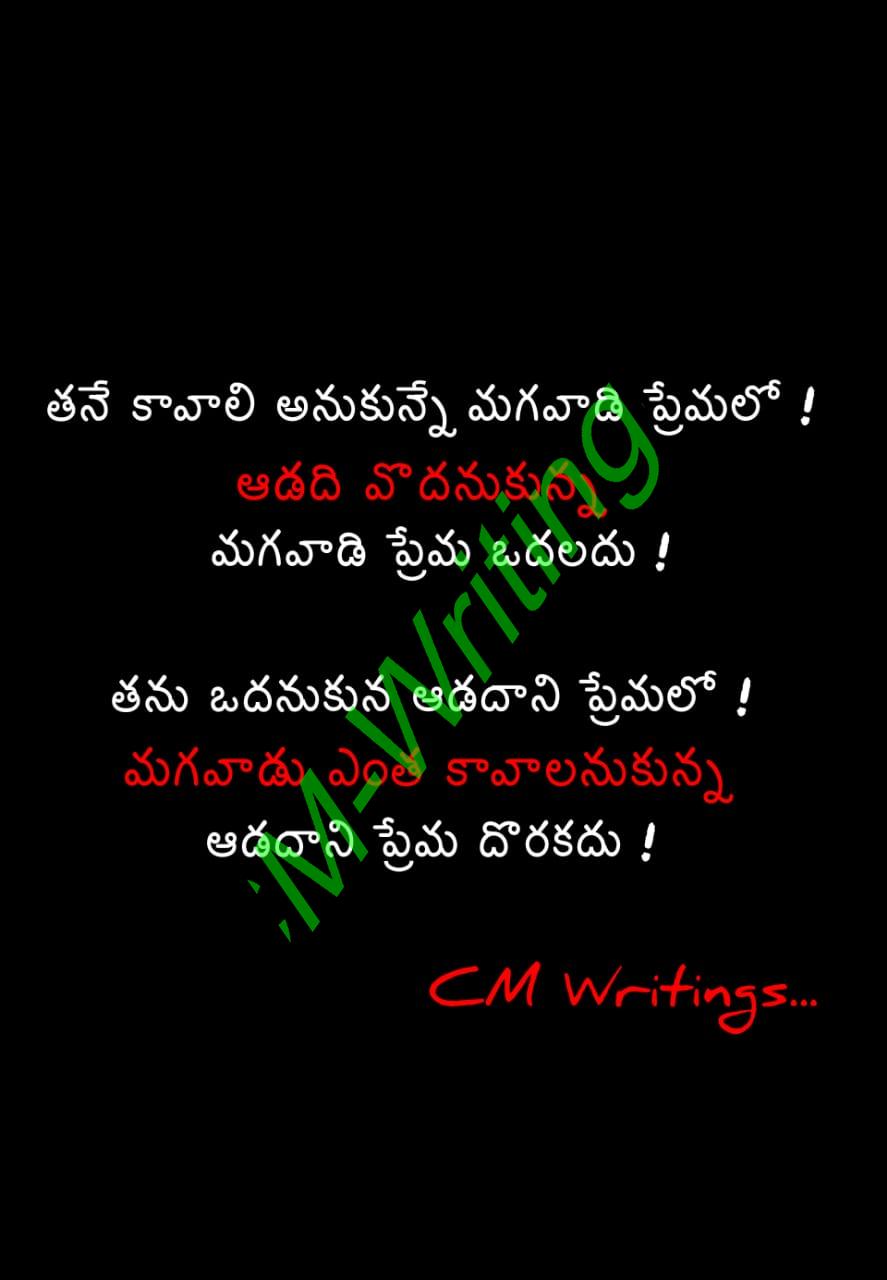 తనే కావాలి అనుకున్నే మగవాడి ప్రేమలో !
ఆడది వొదనుకున్న
మగవాడి ప్రేమ ఒదలదు !
తను ఒదనుకున ఆడదాని ప్రేమలో !
మగవాడు ఎంత కావాలనుకున్న
ఆడదాని ప్రేమ దొరకదు !
CM Writings...
M-Writing